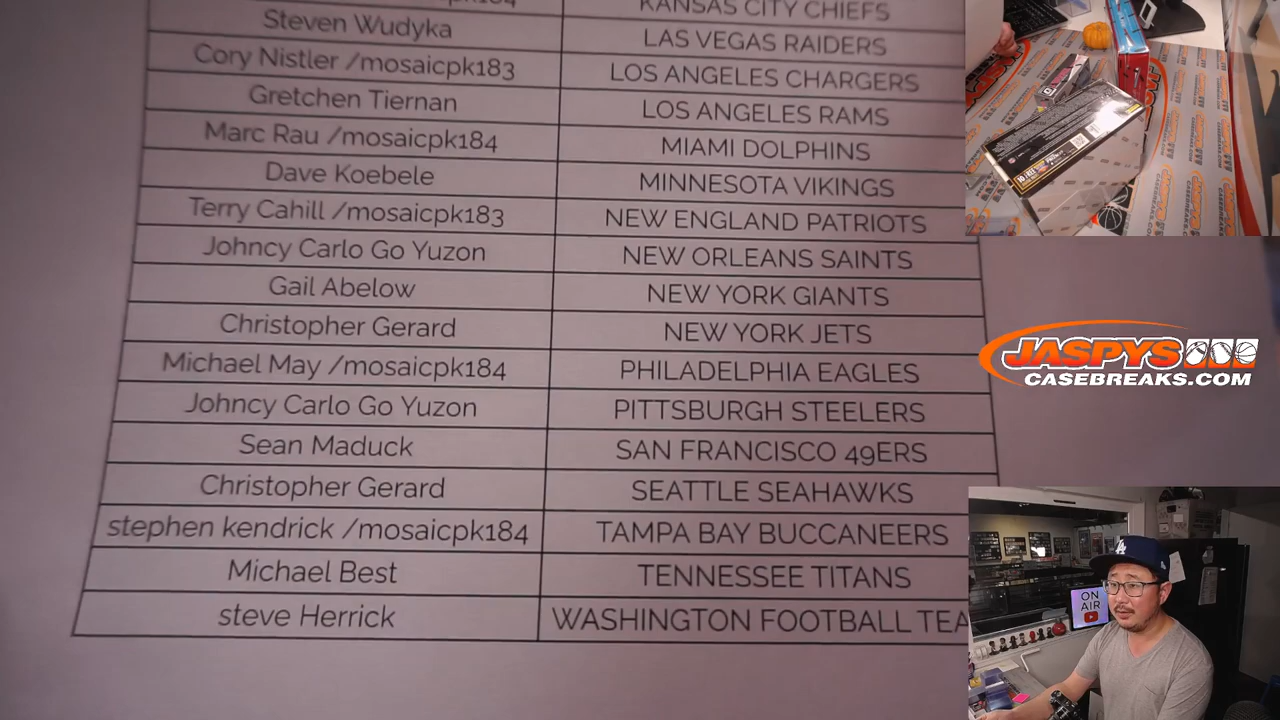 KANSAS CITY CHIEFS
Steven Wudyka LAS VEGAS RAIDERS
Cory Nistler /mosaicpk183 LOS ANGELES CHARGERS
Gretchen Tiernan LOS ANGELES RAMS
Marc Rau /mosaicpk184 MIAMI DOLPHINS
Dave Koebele MINNESOTA VIKINGS
Terry Cahill /mosaicpk183 NEW ENGLAND PATRIOTS
Johncy Carlo Go Yuzon NEW ORLEANS SAINTS
Gail Abelow NEW YORK GIANTS
Christopher Gerard NEW YORK JETS
Michael May /mosaicpk184 PHILADELPHIA EAGLES
Johncy Carlo Go Yuzon PITTSBURGH STEELERS
Sean Maduck SAN FRANCISCO 49ERS
Christopher Gerard SEATTLE SEAHAWKS
stephen kendrick /mosaicpk184 TAMPA BAY BUCCANEERS
Michael Best TENNESSEE TITANS
steve Herrick WASHINGTON FOOTBALL TEA
JASPYS
CASEBREAKS.COM
LA
ON
AIR